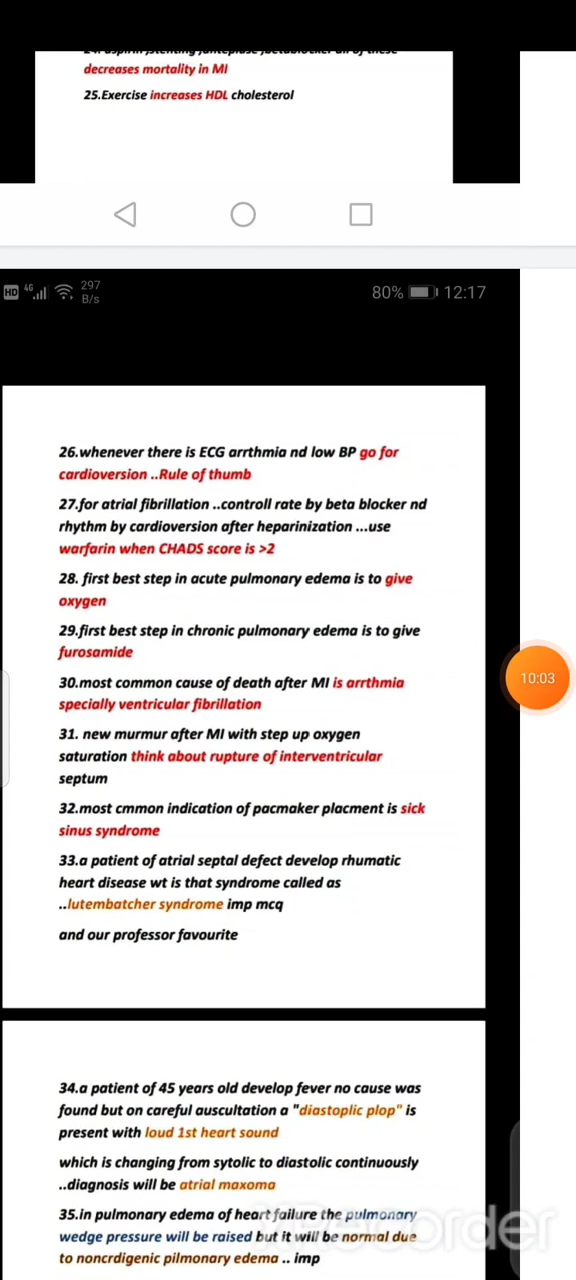 24. aspirin ,stenting ,tenteplase ,betablocker all of these
decreases mortality in MI
25.Exercise increases HDL cholesterol
HD 4G 297 B/s 80% 12:17
26.whenever there is ECG arrthmia nd low BP go for
cardioversion ..Rule of thumb
27.for atrial fibrillation ..controll rate by beta blocker nd
rhythm by cardioversion after heparinization ...use
warfarin when CHADS score is >2
28. first best step in acute pulmonary edema is to give
oxygen
29.first best step in chronic pulmonary edema is to give
furosamide
10:03
30.most common cause of death after MI is arrthmia
specially ventricular fibrillation
31. new murmur after MI with step up oxygen
saturation think about rupture of interventricular
septum
32.most cmmon indication of pacmaker placment is sick
sinus syndrome
33.a patient of atrial septal defect develop rhumatic
heart disease wt is that syndrome called as
..lutembatcher syndrome imp mcq
and our professor favourite
34.a patient of 45 years old develop fever no cause was
found but on careful auscultation a "diastoplic plop" is
present with loud 1st heart sound
which is changing from sytolic to diastolic continuously
..diagnosis will be atrial maxoma
35.in pulmonary edema of heart failure the pulmonary
wedge pressure will be raised but it will be normal due
to noncrdigenic pilmonary edema .. imp
XRecorder